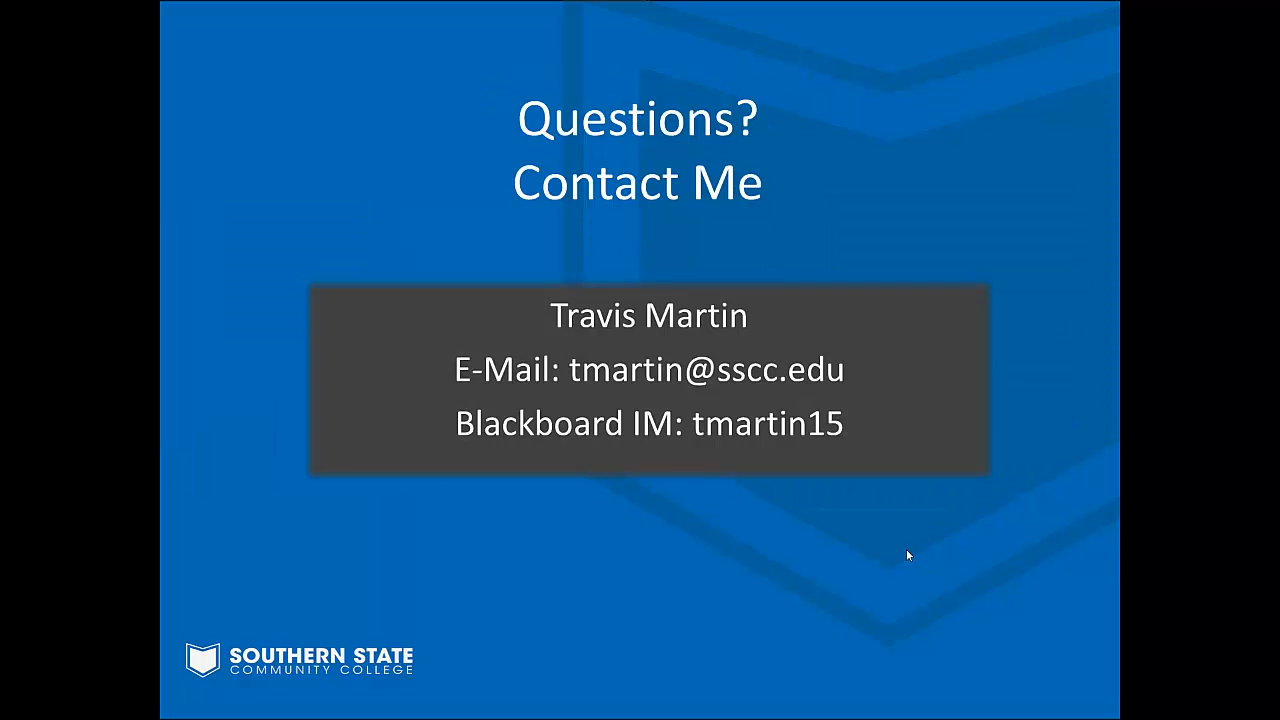 Questions?
Contact Me
Travis Martin
E-Mail: tmartin@sscc.edu
Blackboard IM: tmartin15
SOUTHERN STATE
COMMUNITY COLLEGE